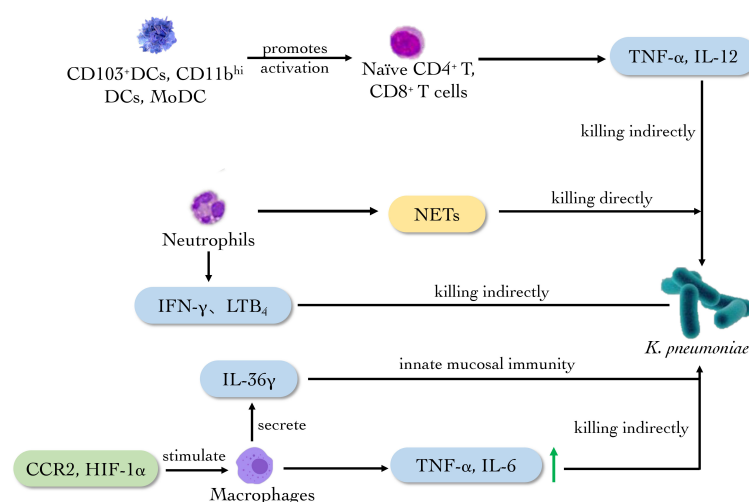 promotes
activation
CD103⁺DCs, CD11bʰⁱ
DCs, MoDC
Naïve CD4⁺ T,
CD8⁺ T cells
TNF-α, IL-12
killing indirectly
NETs
killing directly
Neutrophils
IFN-γ、LTB₄
killing indirectly
K. pneumoniae
IL-36γ
innate mucosal immunity
secrete
killing indirectly
CCR2, HIF-1α
stimulate
TNF-α, IL-6
Macrophages